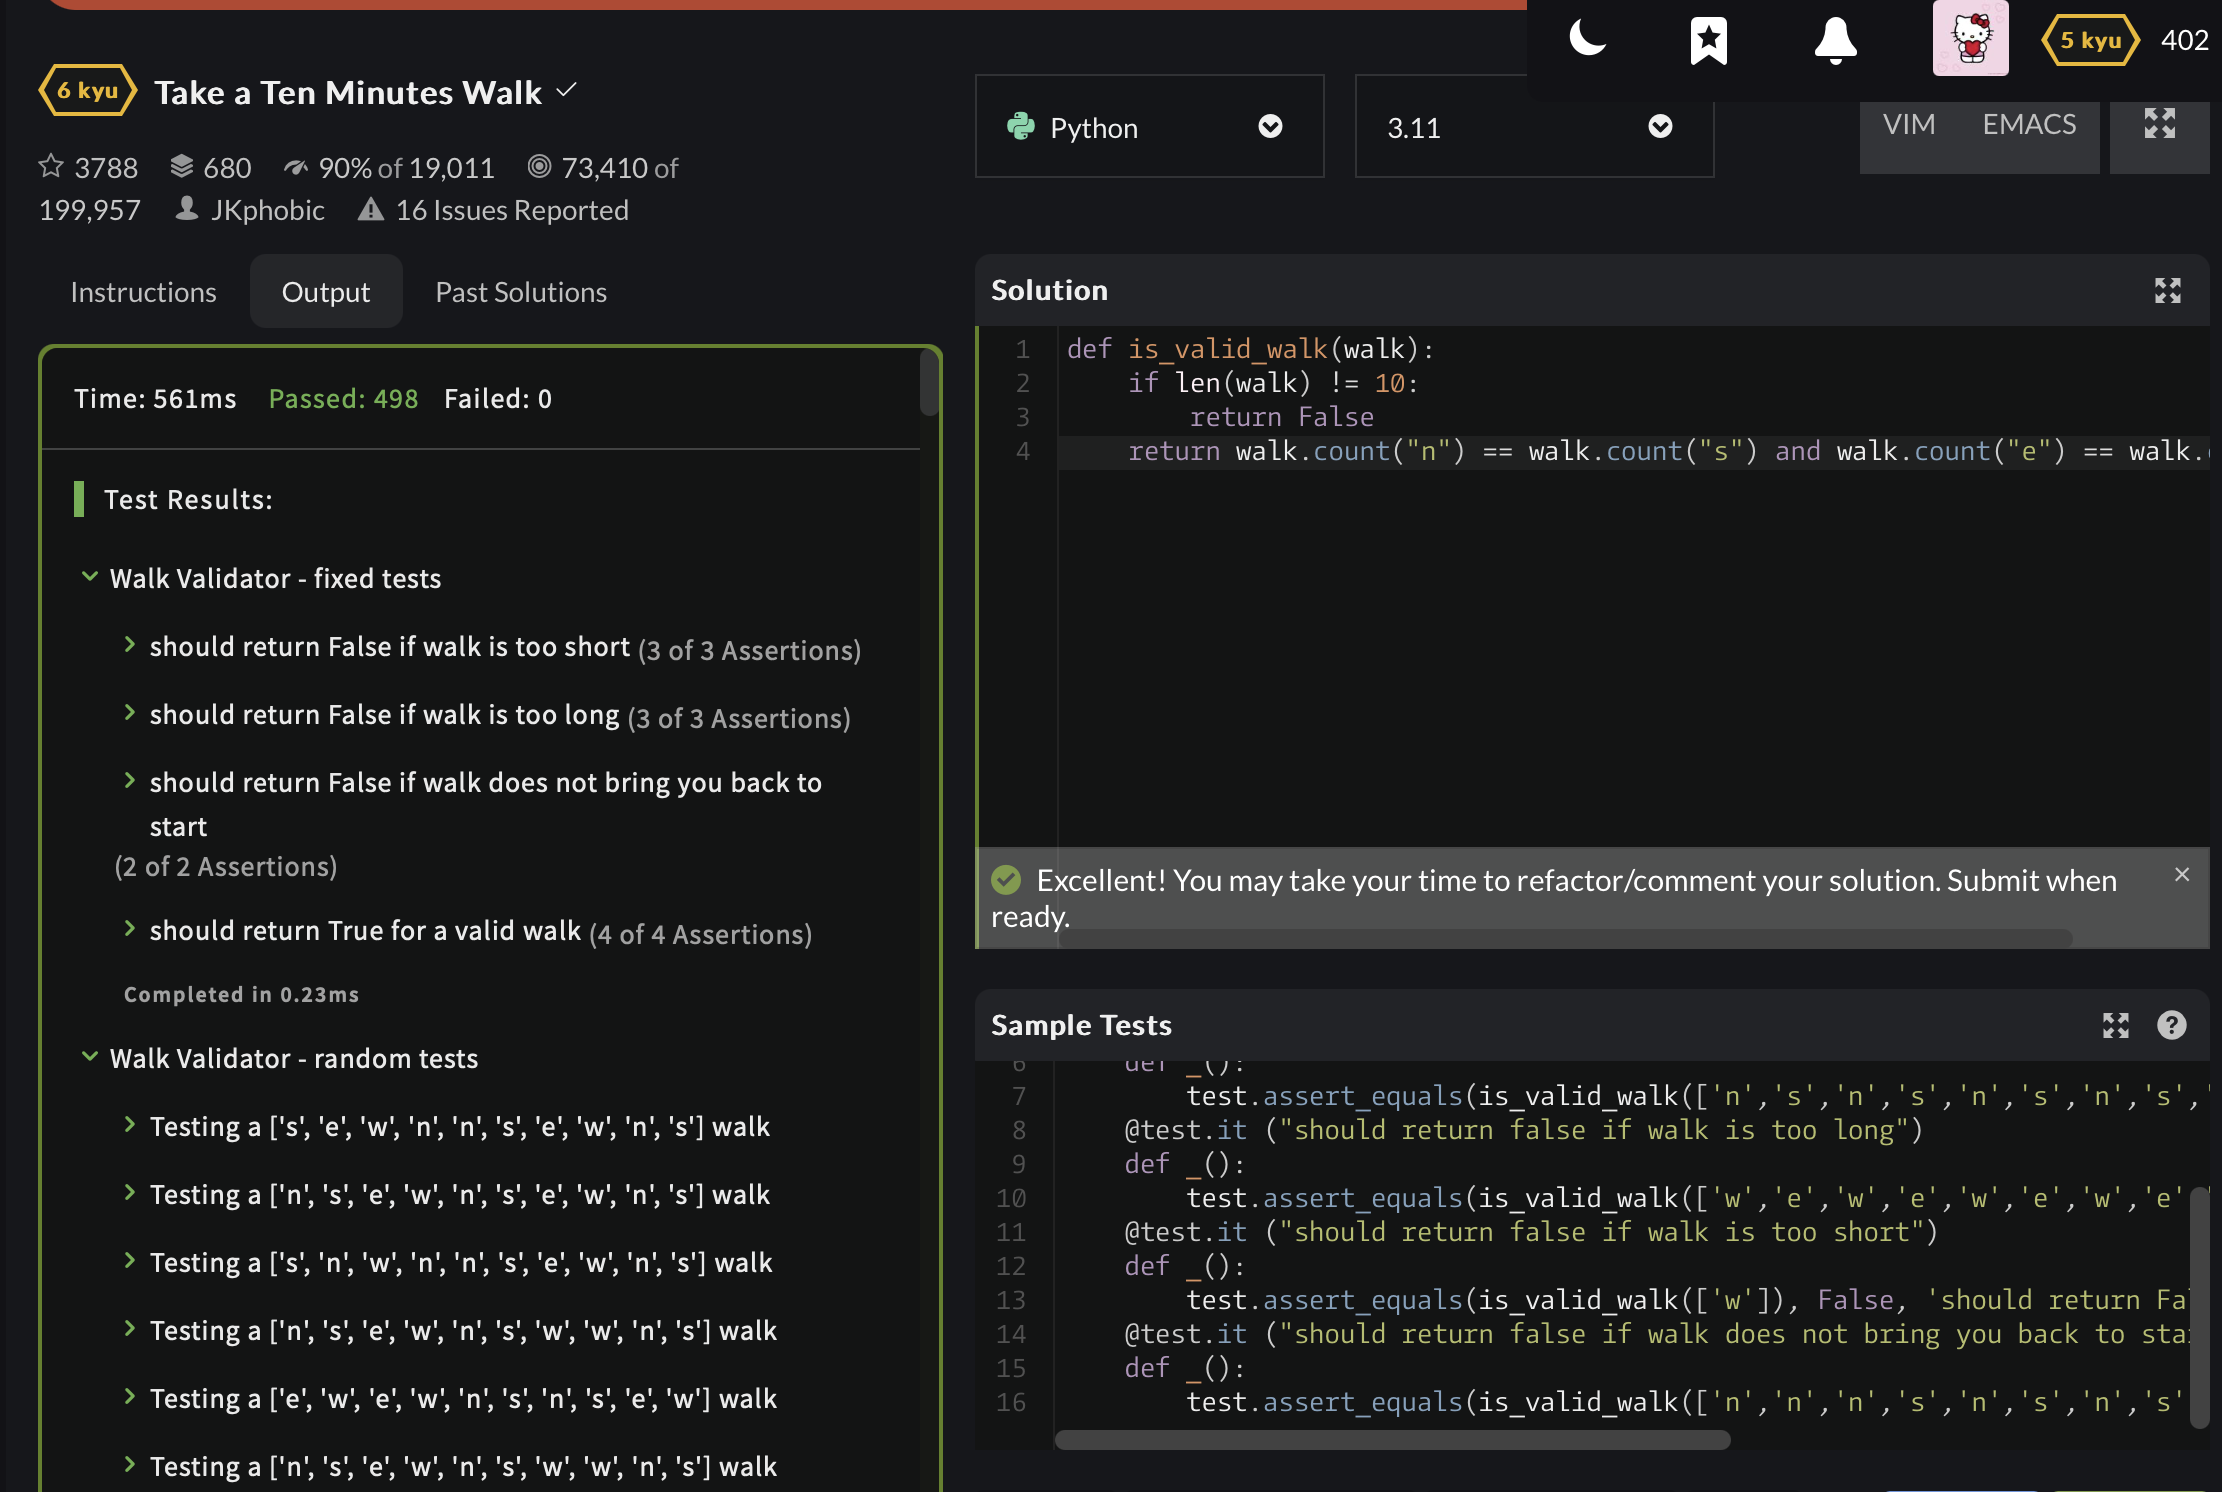 6 kyu Take a Ten Minutes Walk
3788 680 90% of 19,011 73,410 of
199,957 JKphobic 16 Issues Reported
Instructions Output Past Solutions
Time: 561ms Passed: 498 Failed: 0
Test Results:
Walk Validator - fixed tests
should return False if walk is too short (3 of 3 Assertions)
should return False if walk is too long (3 of 3 Assertions)
should return False if walk does not bring you back to
start
(2 of 2 Assertions)
should return True for a valid walk (4 of 4 Assertions)
Completed in 0.23ms
Walk Validator - random tests
Testing a ['s', 'e', 'w', 'n', 'n', 's', 'e', 'w', 'n', 's'] walk
Testing a ['n', 's', 'e', 'w', 'n', 's', 'e', 'w', 'n', 's'] walk
Testing a ['s', 'n', 'w', 'n', 'n', 's', 'e', 'w', 'n', 's'] walk
Testing a ['n', 's', 'e', 'w', 'n', 's', 'w', 'w', 'n', 's'] walk
Testing a ['e', 'w', 'e', 'w', 'n', 's', 'n', 's', 'e', 'w'] walk
Testing a ['n', 's', 'e', 'w', 'n', 's', 'w', 'w', 'n', 's'] walk
5 kyu 402
Python 3.11 VIM EMACS
Solution
1 def is_valid_walk(walk):
2 if len(walk) != 10:
3 return False
4 return walk.count("n") == walk.count("s") and walk.count("e") == walk.
Excellent! You may take your time to refactor/comment your solution. Submit when
ready.
Sample Tests
6 def _():
7 test.assert_equals(is_valid_walk(['n','s','n','s','n','s','n','s',
8 @test.it ("should return false if walk is too long")
9 def _():
10 test.assert_equals(is_valid_walk(['w','e','w','e','w','e','w','e'
11 @test.it ("should return false if walk is too short")
12 def _():
13 test.assert_equals(is_valid_walk(['w']), False, 'should return Fa
14 @test.it ("should return false if walk does not bring you back to sta
15 def _():
16 test.assert_equals(is_valid_walk(['n','n','n','s','n','s','n','s'